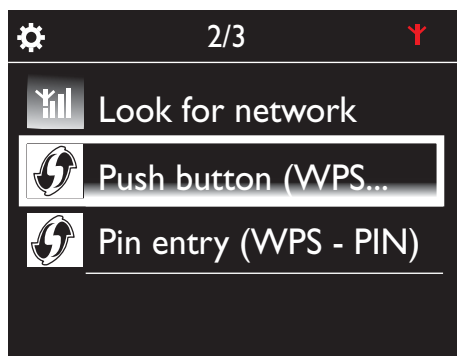 2/3
Look for network
Push button (WPS...
Pin entry (WPS - PIN)